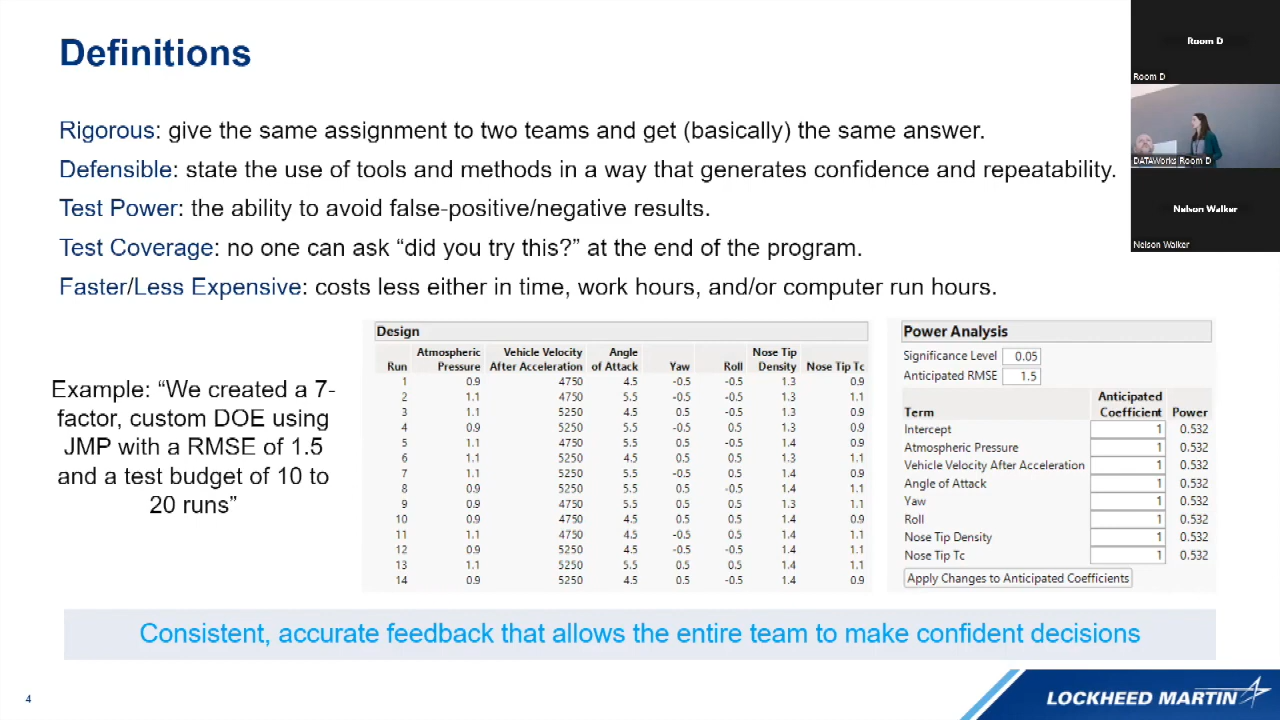 Definitions
Rigorous: give the same assignment to two teams and get (basically) the same answer.
Defensible: state the use of tools and methods in a way that generates confidence and repeatability.
Test Power: the ability to avoid false-positive/negative results.
Test Coverage: no one can ask “did you try this?” at the end of the program.
Faster/Less Expensive: costs less either in time, work hours, and/or computer run hours.
Example: “We created a 7-
factor, custom DOE using
JMP with a RMSE of 1.5
and a test budget of 10 to
20 runs”
Design
Atmospheric Vehicle Velocity Angle Nose Tip
Run Pressure After Acceleration of Attack Yaw Roll Density Nose Tip Tc
1 0.9 4750 4.5 -0.5 -0.5 1.3 0.9
2 1.1 4750 5.5 -0.5 -0.5 1.3 1.1
3 1.1 5250 4.5 0.5 -0.5 1.3 0.9
4 0.9 5250 5.5 -0.5 0.5 1.3 0.9
5 1.1 4750 5.5 0.5 -0.5 1.4 0.9
6 1.1 5250 4.5 0.5 0.5 1.3 1.1
7 1.1 5250 5.5 -0.5 0.5 1.4 0.9
8 0.9 5250 5.5 0.5 -0.5 1.4 1.1
9 0.9 4750 5.5 0.5 0.5 1.3 1.1
10 0.9 4750 4.5 0.5 0.5 1.4 0.9
11 1.1 4750 4.5 -0.5 0.5 1.4 1.1
12 0.9 5250 4.5 -0.5 -0.5 1.4 1.1
13 1.1 5250 5.5 0.5 0.5 1.4 1.1
14 0.9 5250 4.5 0.5 -0.5 1.4 0.9
Power Analysis
Significance Level 0.05
Anticipated RMSE 1.5
Anticipated
Term Coefficient Power
Intercept 1 0.532
Atmospheric Pressure 1 0.532
Vehicle Velocity After Acceleration 1 0.532
Angle of Attack 1 0.532
Yaw 1 0.532
Roll 1 0.532
Nose Tip Density 1 0.532
Nose Tip Tc 1 0.532
Apply Changes to Anticipated Coefficients
Consistent, accurate feedback that allows the entire team to make confident decisions
4
LOCKHEED MARTIN
Room D
Room D
DATAWorks Room D
Nelson Walker
Nelson Walker